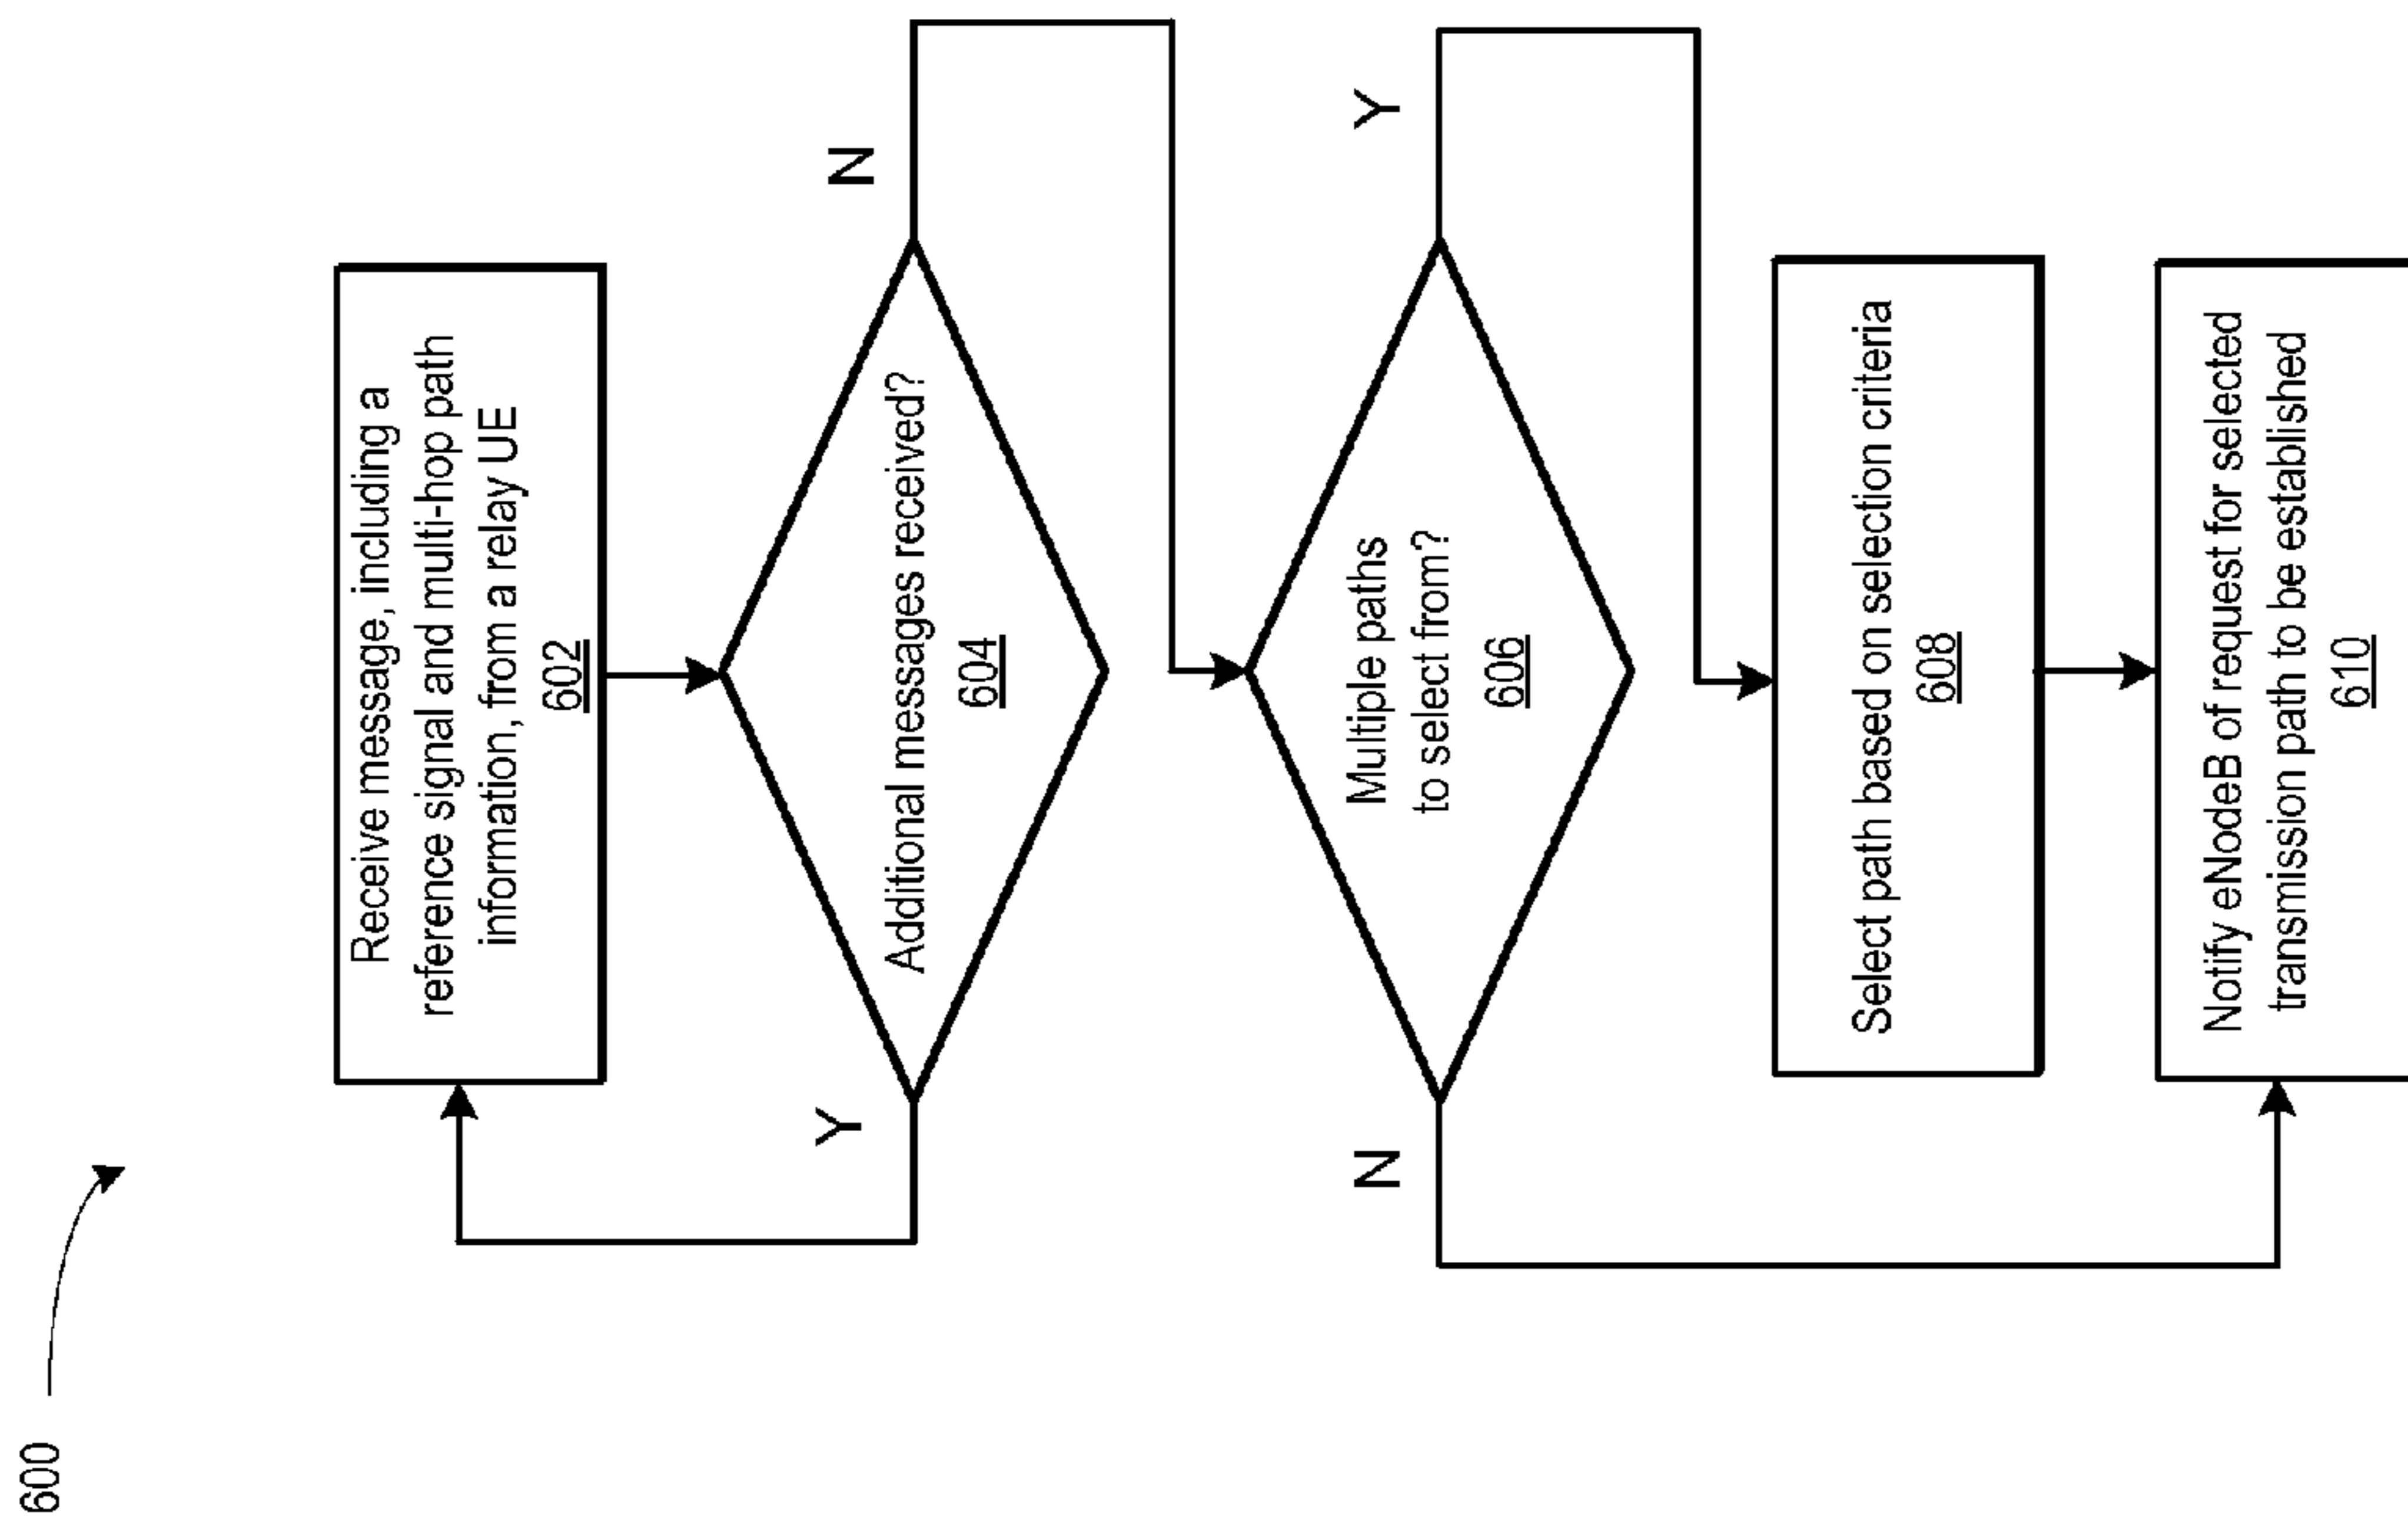 600
Receive message, including a
reference signal and multi-hop path
information, from a relay UE
602
Y
Additional messages received?
604
N
N
Multiple paths
to select from?
606
Y
Select path based on selection criteria
608
Notify eNodeB of request for selected
transmission path to be established
610